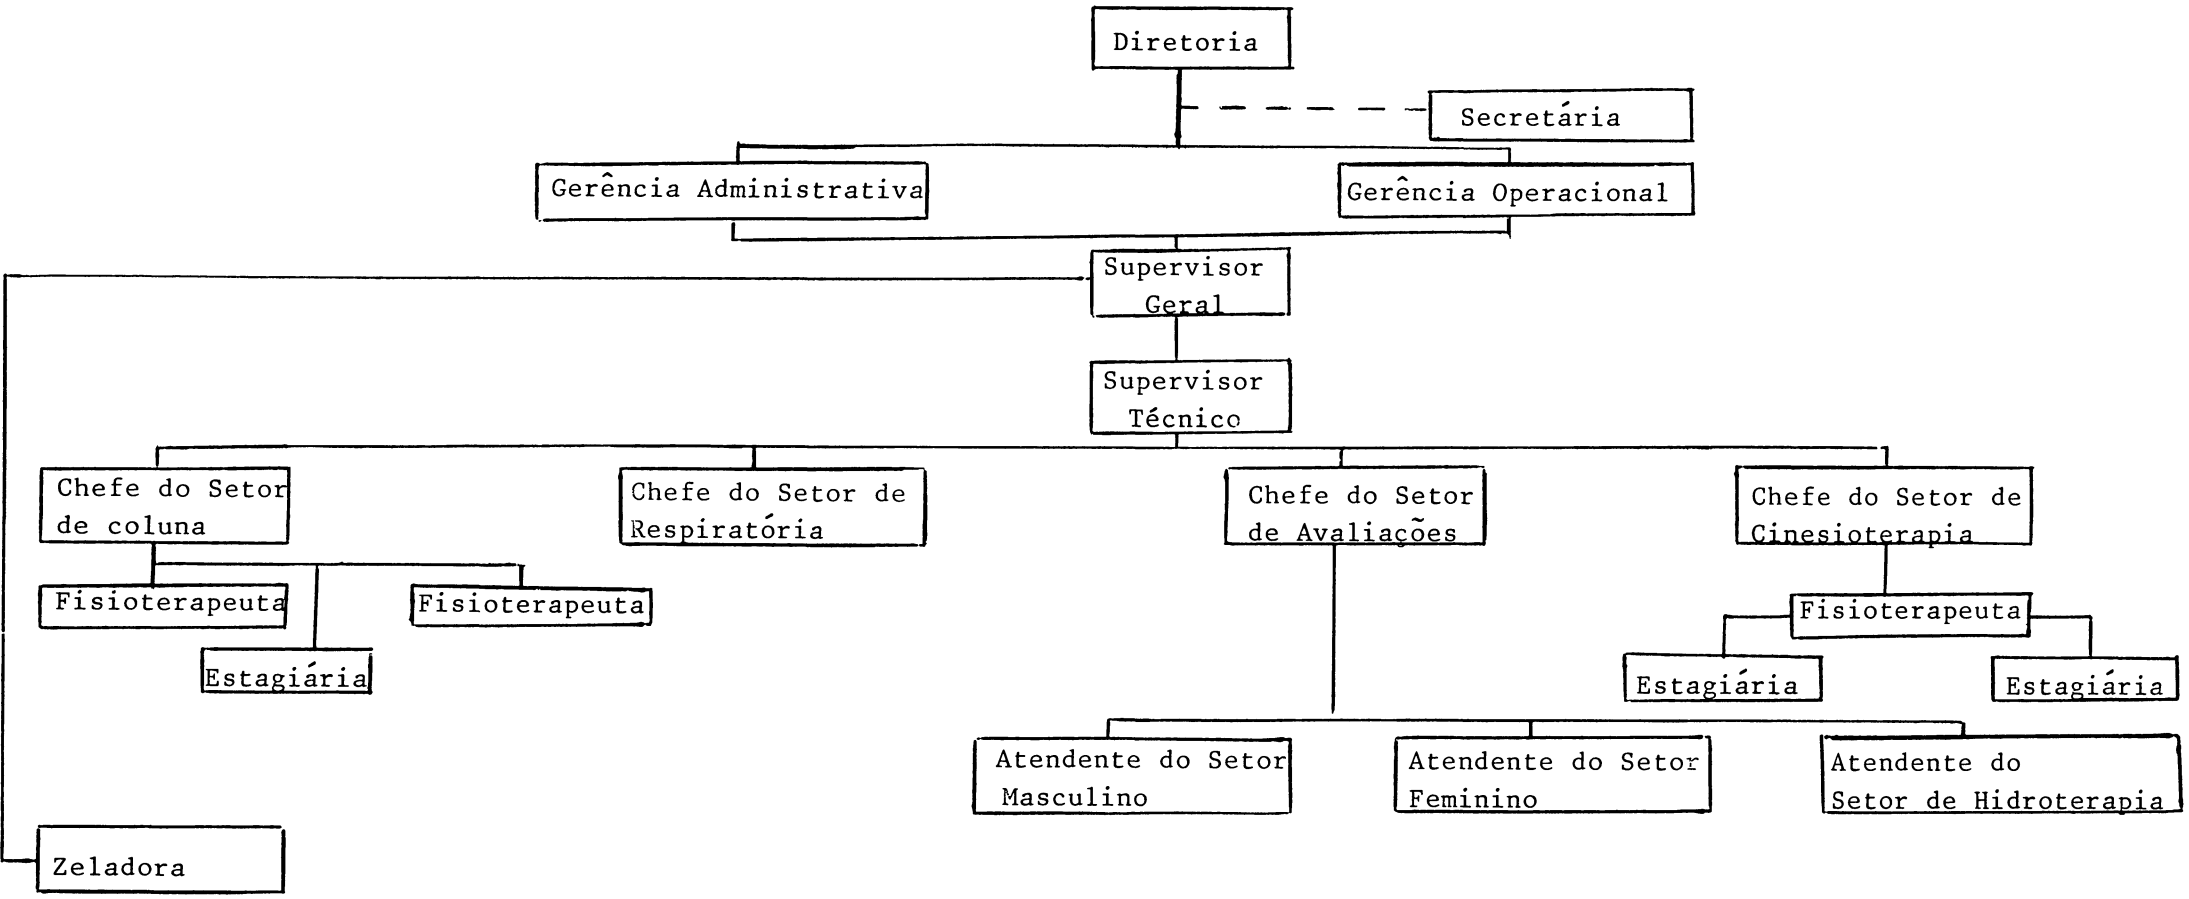 Diretoria
Secretária
Gerência Administrativa
Gerência Operacional
Supervisor
Geral
Supervisor
Técnico
Chefe do Setor
de coluna
Chefe do Setor de
Respiratória
Chefe do Setor
de Avaliações
Chefe do Setor de
Cinesioterapia
Fisioterapeuta
Fisioterapeuta
Fisioterapeuta
Estagiária
Estagiária
Estagiária
Atendente do Setor
Masculino
Atendente do Setor
Feminino
Atendente do
Setor de Hidroterapia
Zeladora